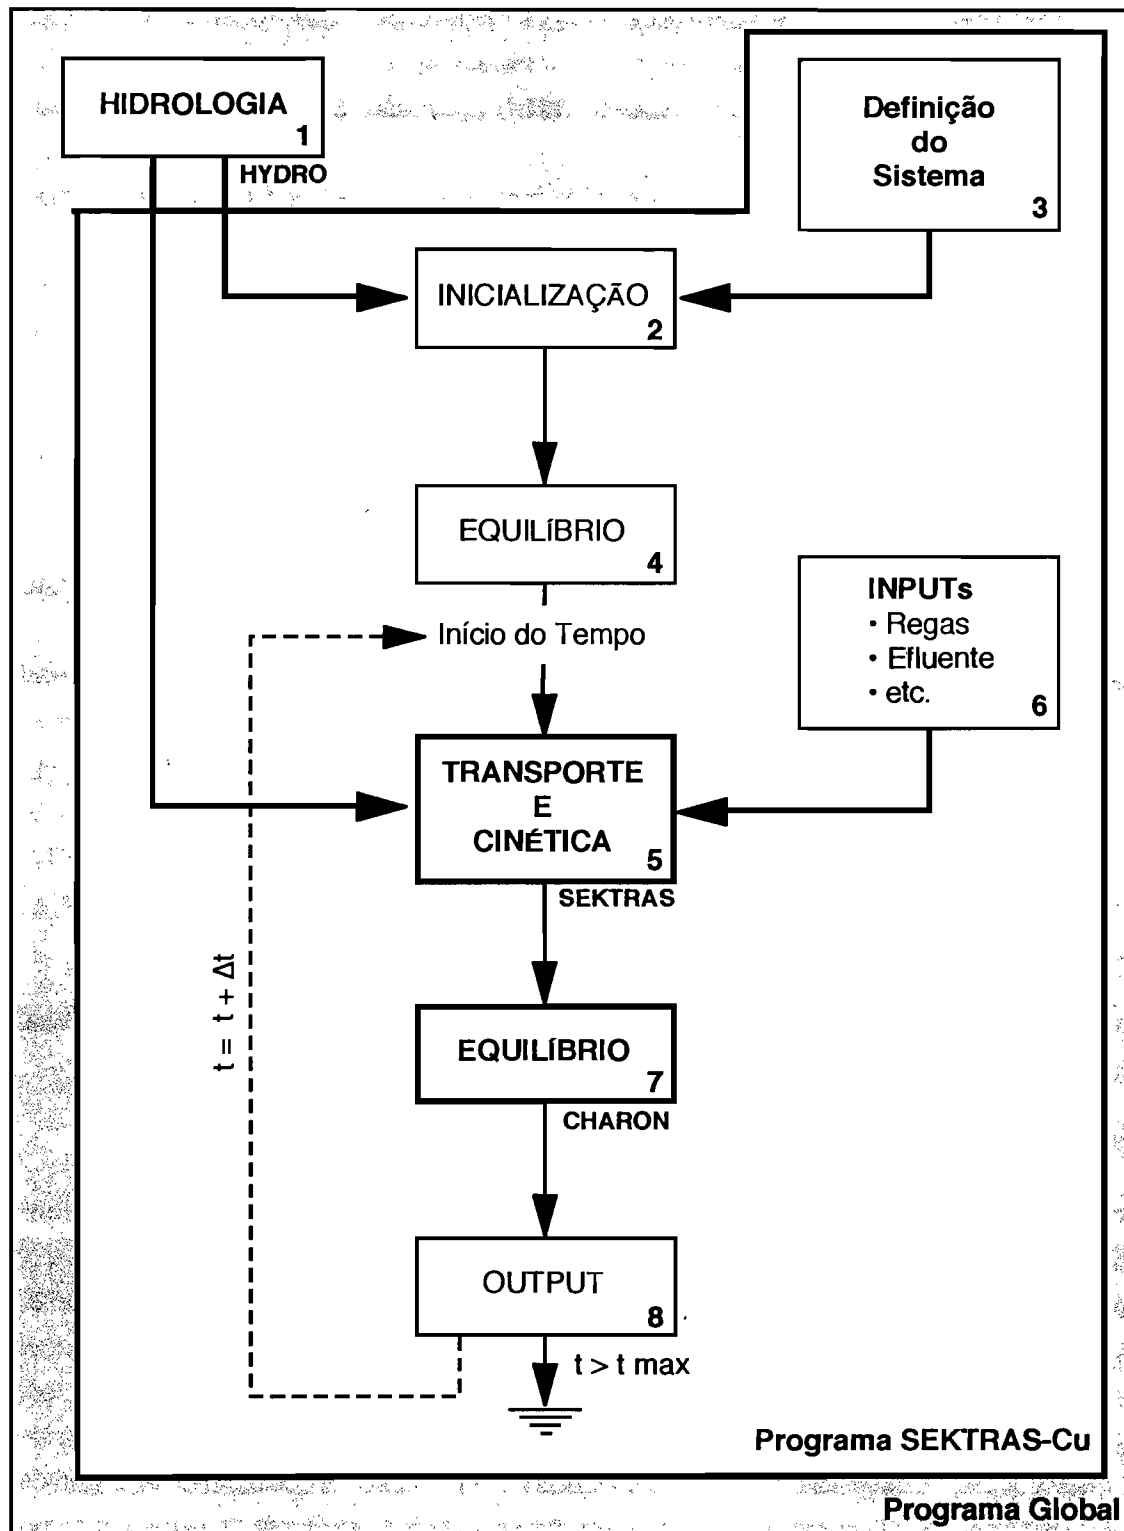 HIDROLOGIA
1
HYDRO
Definição
do
Sistema
3
INICIALIZAÇÃO
2
EQUILÍBRIO
4
Início do Tempo
INPUTs
• Regas
• Efluente
• etc.
6
TRANSPORTE
E
CINÉTICA
5
SEKTRAS
t = t + Δt
EQUILÍBRIO
7
CHARON
OUTPUT
8
t > t max
Programa SEKTRAS-Cu
Programa Global